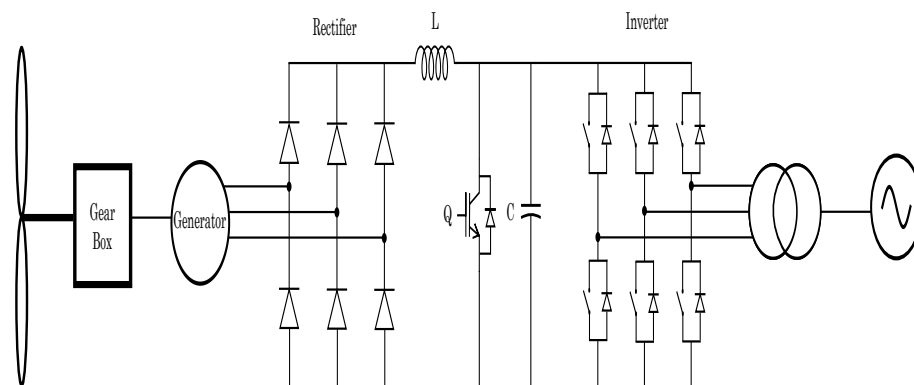 Rectifier
L
Inverter
Gear
Box
Generator
Q
C